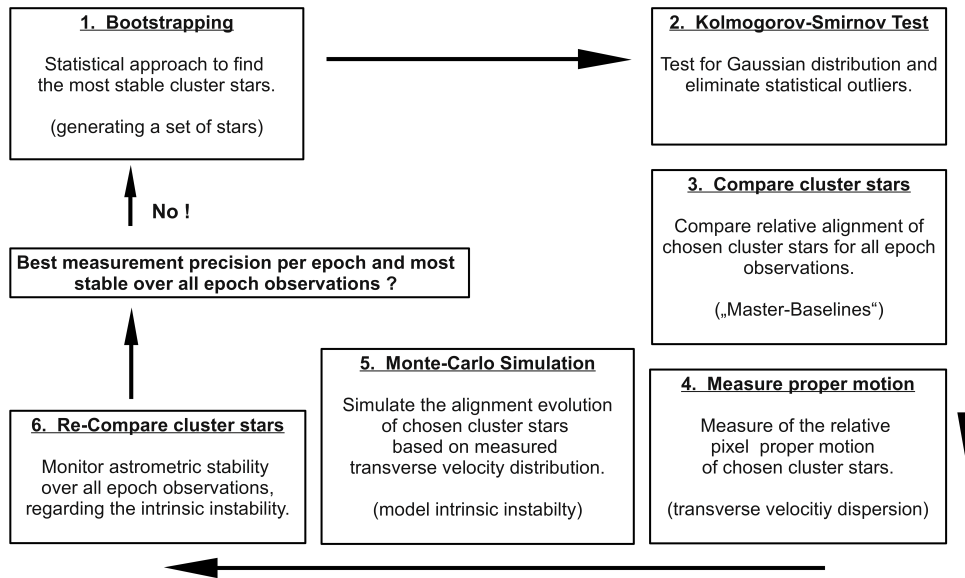 1. Bootstrapping
Statistical approach to find
the most stable cluster stars.
(generating a set of stars)
2. Kolmogorov-Smirnov Test
Test for Gaussian distribution and
eliminate statistical outliers.
3. Compare cluster stars
Compare relative alignment of
chosen cluster stars for all epoch
observations.
(„Master-Baselines“)
4. Measure proper motion
Measure of the relative
pixel proper motion
of chosen cluster stars.
(transverse velocitiy dispersion)
5. Monte-Carlo Simulation
Simulate the alignment evolution
of chosen cluster stars
based on measured
transverse velocity distribution.
(model intrinsic instabilty)
6. Re-Compare cluster stars
Monitor astrometric stability
over all epoch observations,
regarding the intrinsic instability.
Best measurement precision per epoch and most
stable over all epoch observations ?
No !